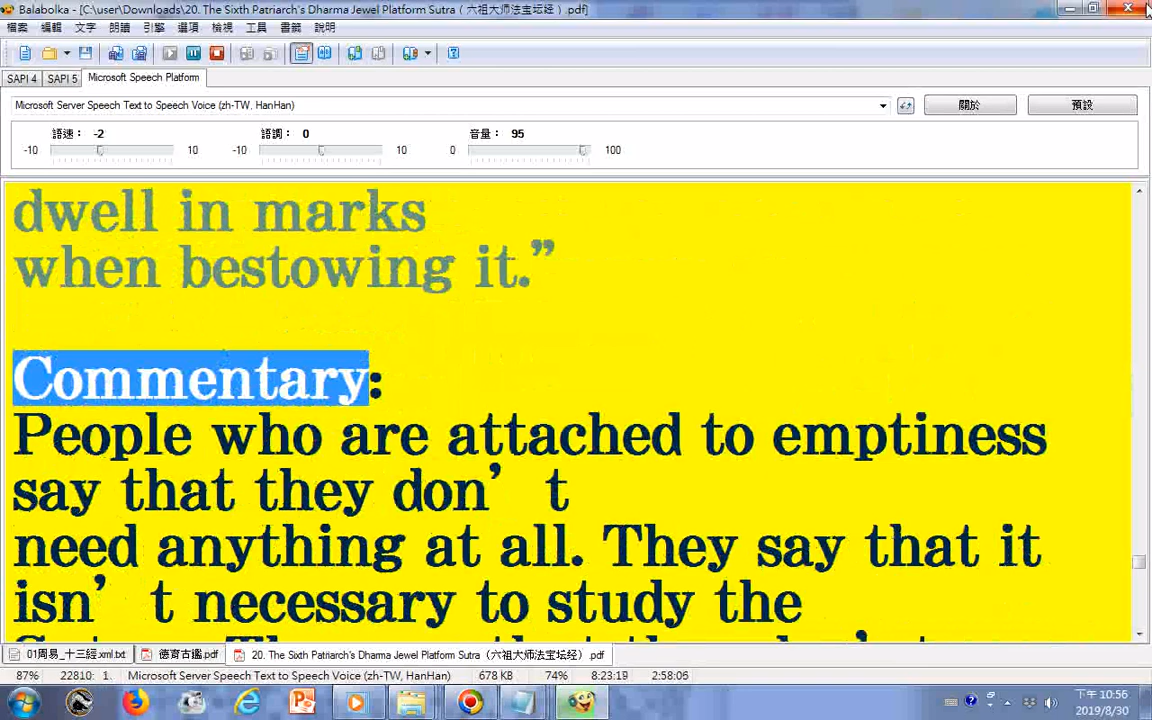 Balabolka - [C:\user\Downloads\20. The Sixth Patriarch's Dharma Jewel Platform Sutra（六祖大师法宝坛经）.pdf]
檔案 編輯 文字 朗讀 引擎 選項 檢視 工具 書籤 說明
SAPI 4 SAPI 5 Microsoft Speech Platform
Microsoft Server Speech Text to Speech Voice (zh-TW, HanHan) 關於 預設
語速： -2 語調： 0 音量： 95
-10 10 -10 10 0 100
dwell in marks
when bestowing it.”
Commentary:
People who are attached to emptiness
say that they don’t
need anything at all. They say that it
isn’t necessary to study the
01周易_十三經.xml.txt 德育古鑑.pdf 20. The Sixth Patriarch's Dharma Jewel Platform Sutra（六祖大师法宝坛经）.pdf
87% 22810: 1. Microsoft Server Speech Text to Speech Voice (zh-TW, HanHan) 678 KB 74% 8:23:19 2:58:06
下午 10:56
2019/8/30